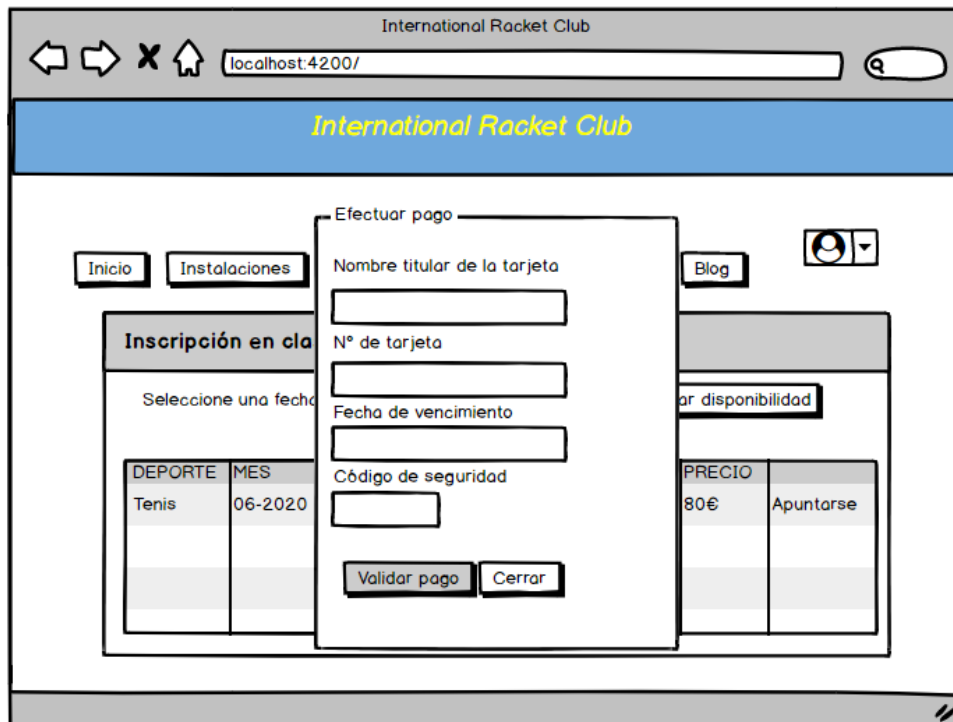 International Racket Club
localhost:4200/
International Racket Club
Efectuar pago
Inicio
Instalaciones
Blog
Nombre titular de la tarjeta
Inscripción en cla
Nº de tarjeta
Seleccione una fecha
ar disponibilidad
Fecha de vencimiento
DEPORTE MES PRECIO
Código de seguridad
Tenis 06-2020 80€ Apuntarse
Validar pago Cerrar